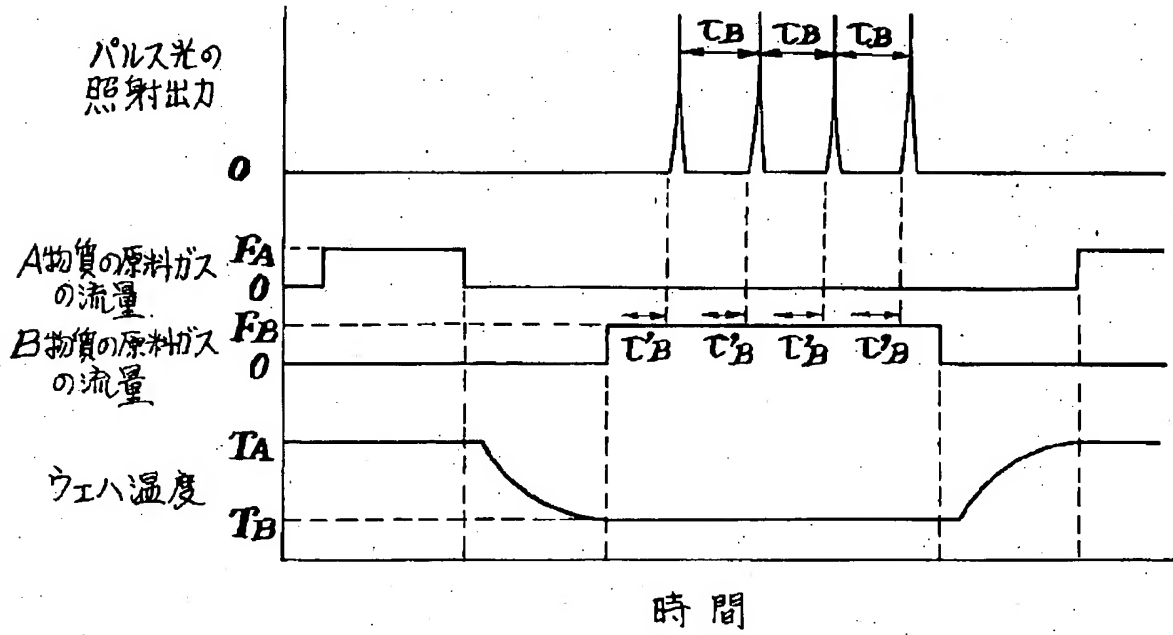 パルス光の
照射出力
τB τB τB
0
A物質の原料ガス
の流量
FA
0
B物質の原料ガス
の流量
FB
0
τ'B τ'B τ'B τ'B
ウェハ温度
TA
TB
時間